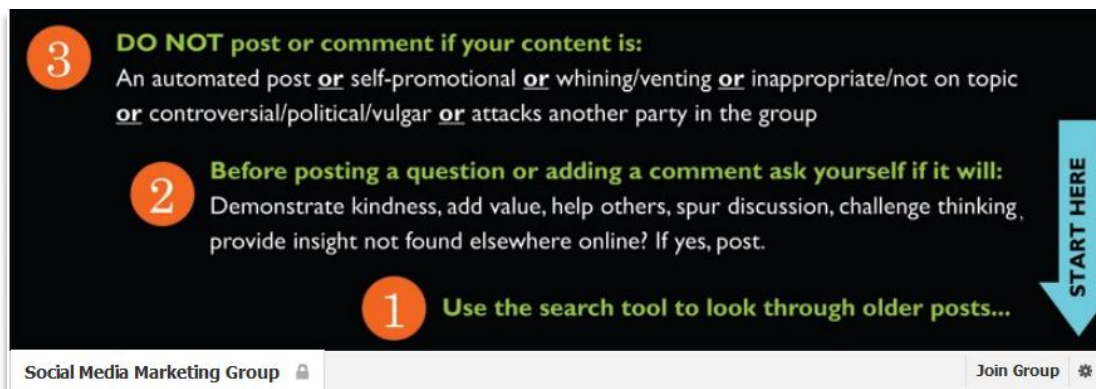 3
DO NOT post or comment if your content is:
An automated post or self-promotional or whining/venting or inappropriate/not on topic
or controversial/political/vulgar or attacks another party in the group
2
Before posting a question or adding a comment ask yourself if it will:
Demonstrate kindness, add value, help others, spur discussion, challenge thinking,
provide insight not found elsewhere online? If yes, post.
START HERE
1
Use the search tool to look through older posts...
Social Media Marketing Group
Join Group